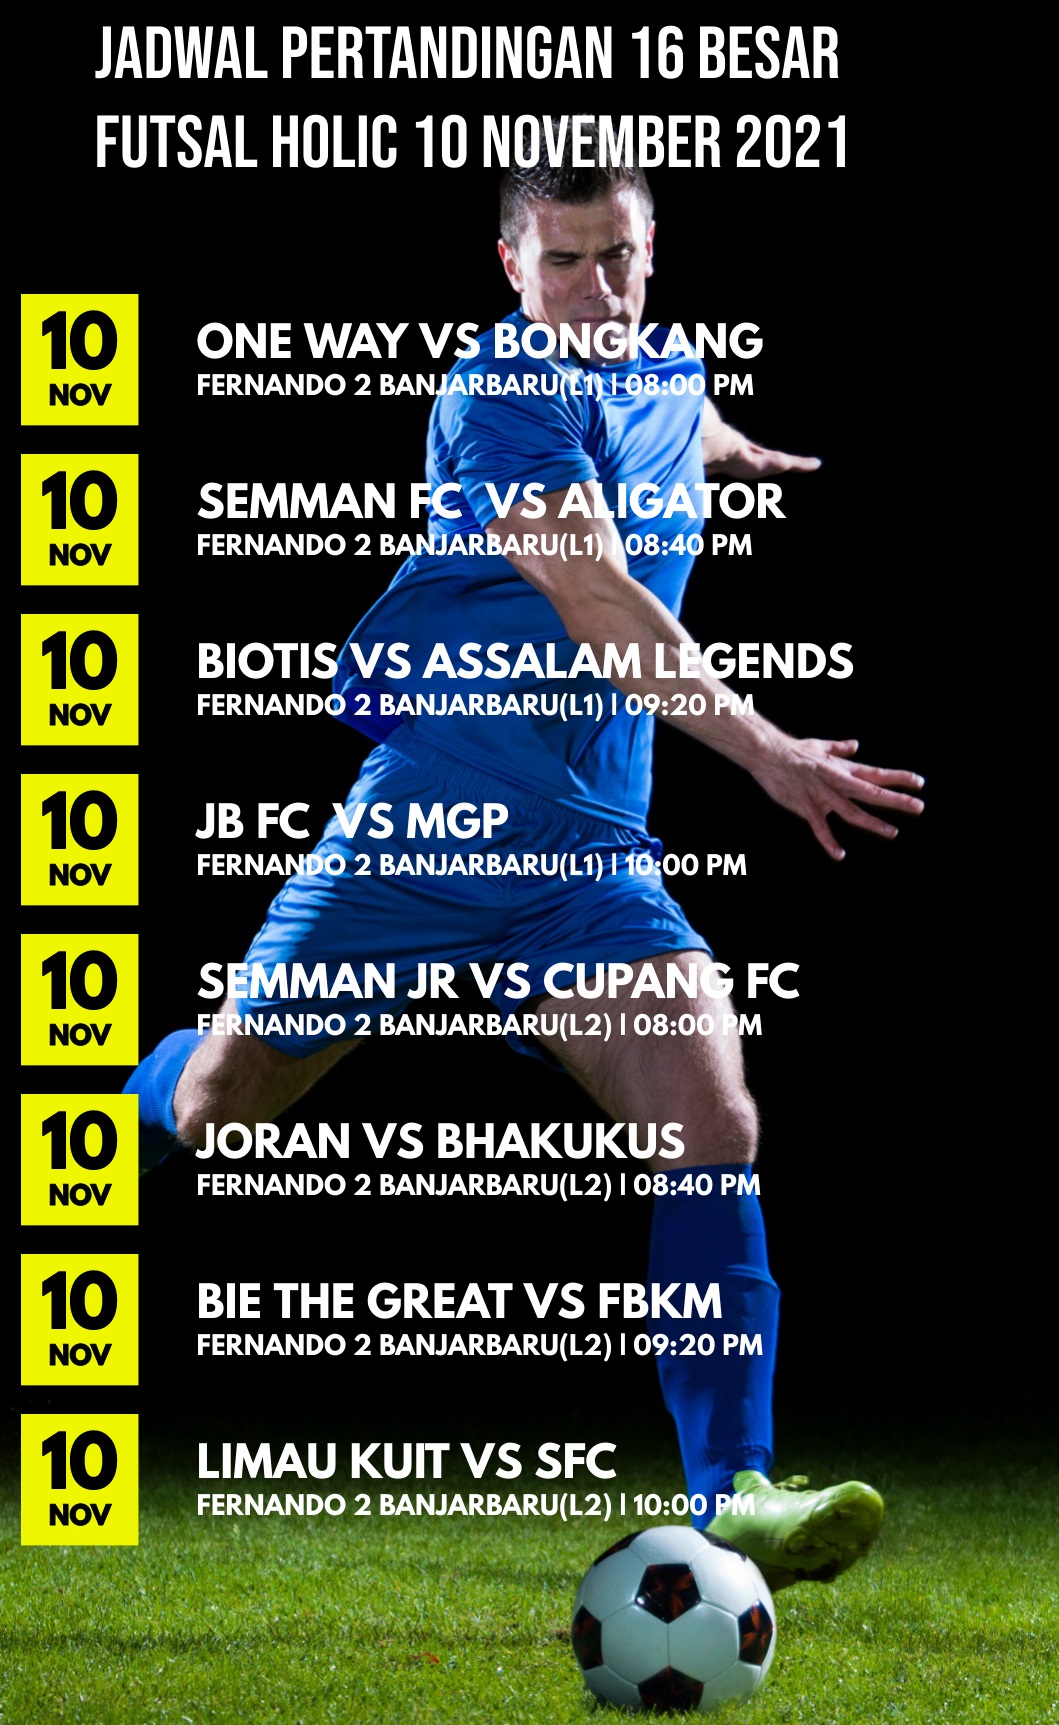 JADWAL PERTANDINGAN 16 BESAR
FUTSAL HOLIC 10 NOVEMBER 2021
10
NOV
ONE WAY VS BONGKANG
FERNANDO 2 BANJARBARU(L1) | 08:00 PM
10
NOV
SEMMAN FC VS ALIGATOR
FERNANDO 2 BANJARBARU(L1) | 08:40 PM
10
NOV
BIOTIS VS ASSALAM LEGENDS
FERNANDO 2 BANJARBARU(L1) | 09:20 PM
10
NOV
JB FC VS MGP
FERNANDO 2 BANJARBARU(L1) | 10:00 PM
10
NOV
SEMMAN JR VS CUPANG FC
FERNANDO 2 BANJARBARU(L2) | 08:00 PM
10
NOV
JORAN VS BHAKUKUS
FERNANDO 2 BANJARBARU(L2) | 08:40 PM
10
NOV
BIE THE GREAT VS FBKM
FERNANDO 2 BANJARBARU(L2) | 09:20 PM
10
NOV
LIMAU KUIT VS SFC
FERNANDO 2 BANJARBARU(L2) | 10:00 PM